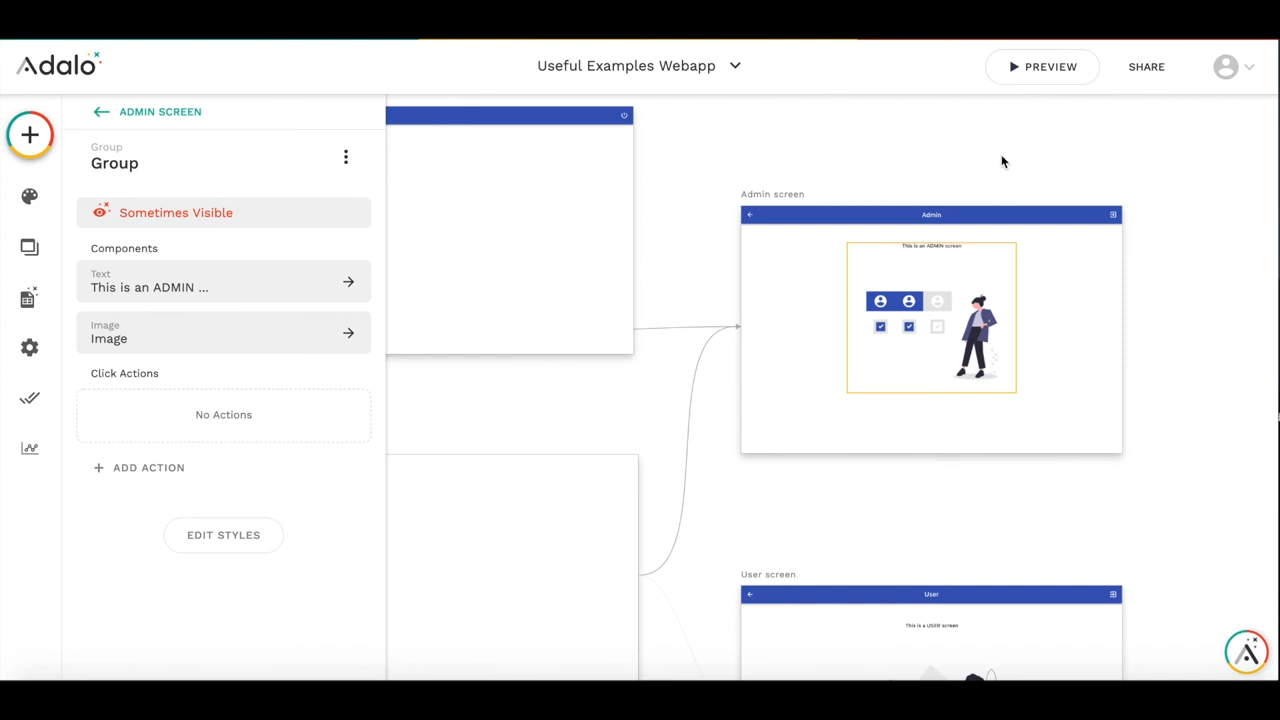 Adalo
Useful Examples Webapp
PREVIEW
SHARE
ADMIN SCREEN
Group
Group
Sometimes Visible
Components
Text
This is an ADMIN ...
Image
Image
Click Actions
No Actions
ADD ACTION
EDIT STYLES
Admin screen
Admin
This is an ADMIN screen
User screen
User
This is a USER screen